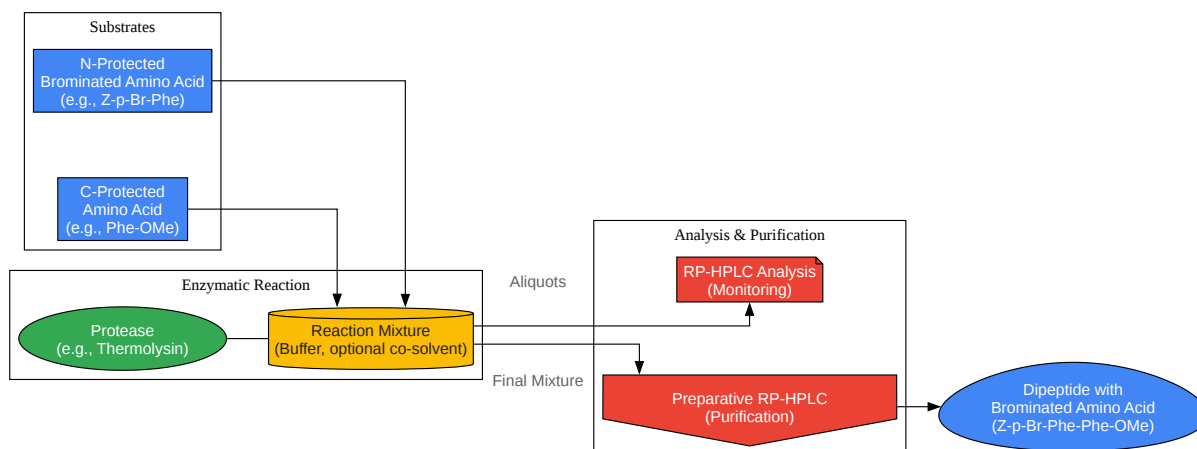 Substrates
N-Protected
Brominated Amino Acid
(e.g., Z-p-Br-Phe)
C-Protected
Amino Acid
(e.g., Phe-OMe)
Enzymatic Reaction
Protease
(e.g., Thermolysin)
Reaction Mixture
(Buffer, optional co-solvent)
Aliquots
Final Mixture
Analysis & Purification
RP-HPLC Analysis
(Monitoring)
Preparative RP-HPLC
(Purification)
Dipeptide with
Brominated Amino Acid
(Z-p-Br-Phe-Phe-OMe)